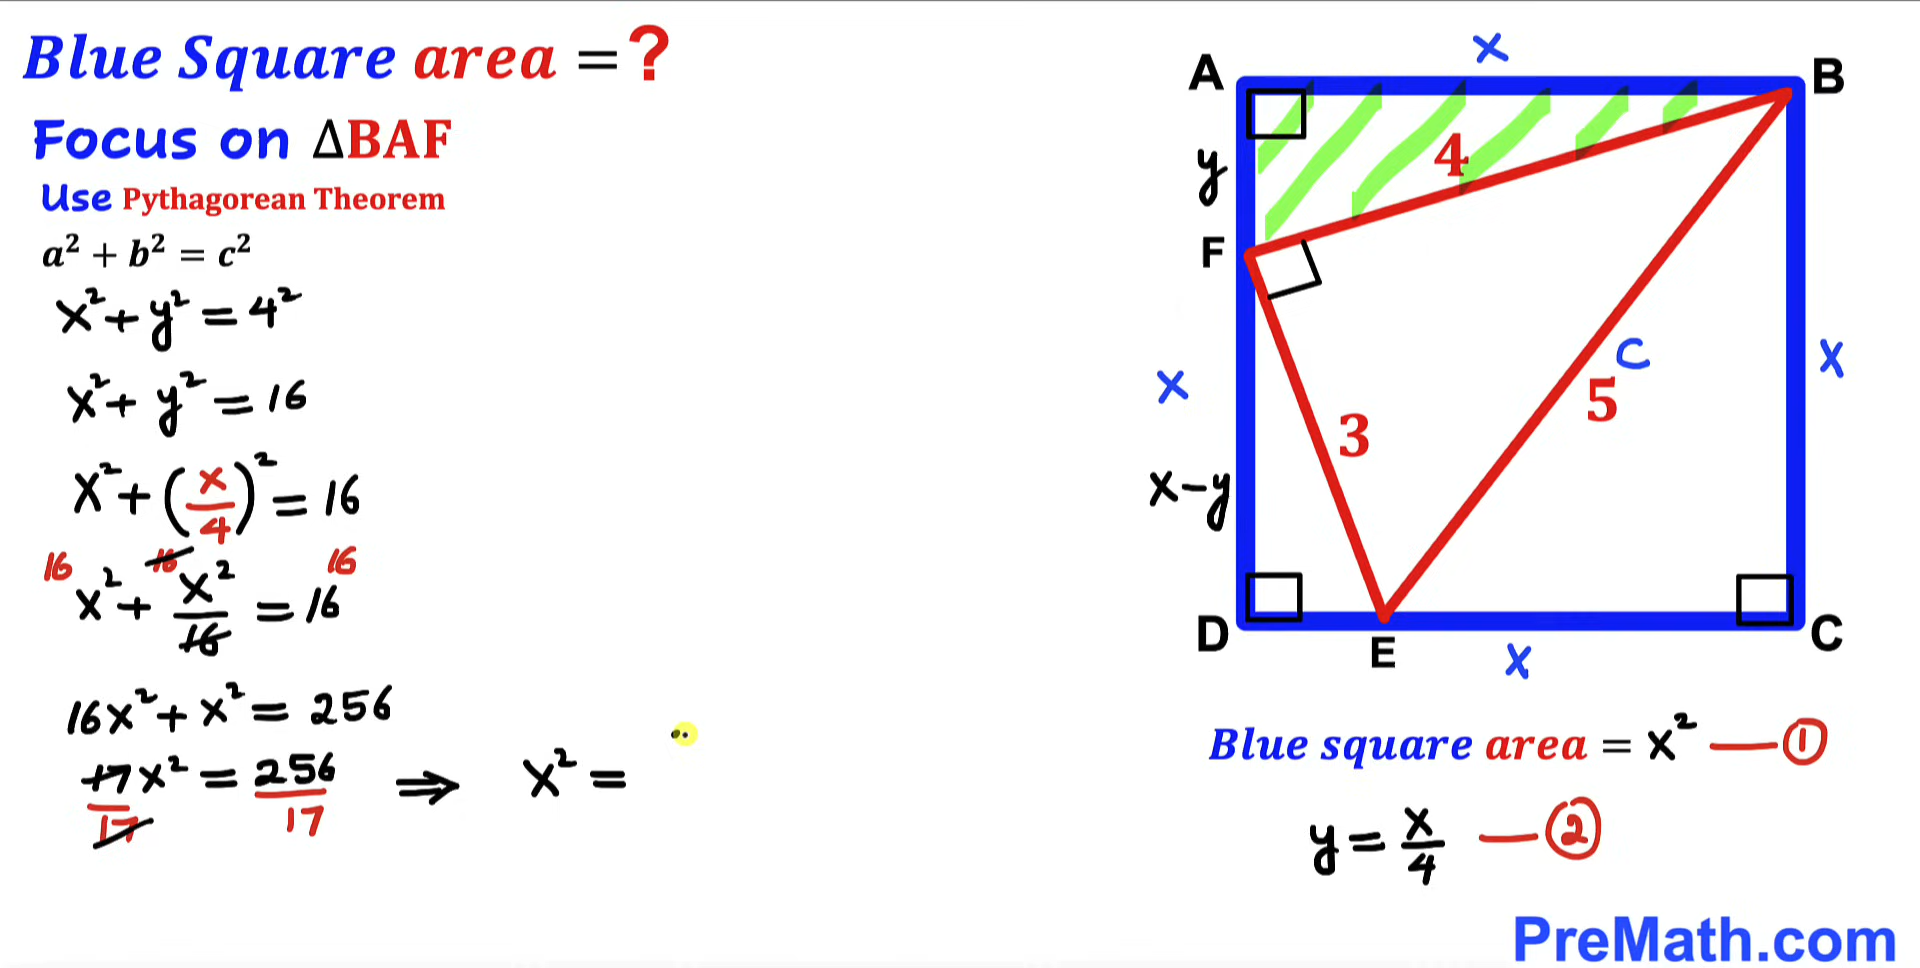 Blue Square area = ?
Focus on ΔBAF
Use Pythagorean Theorem
a² + b² = c²
x² + y² = 4²
x² + y² = 16
x² + (x/4)² = 16
16 16 16
x² + x²/16 = 16
16x² + x² = 256
17x²/17 = 256/17 ⇒ x² =
x
A B
y 4
F
x C 5 x
3
x-y
D E C
x
Blue square area = x² — ①
y = x/4 — ②
PreMath.com